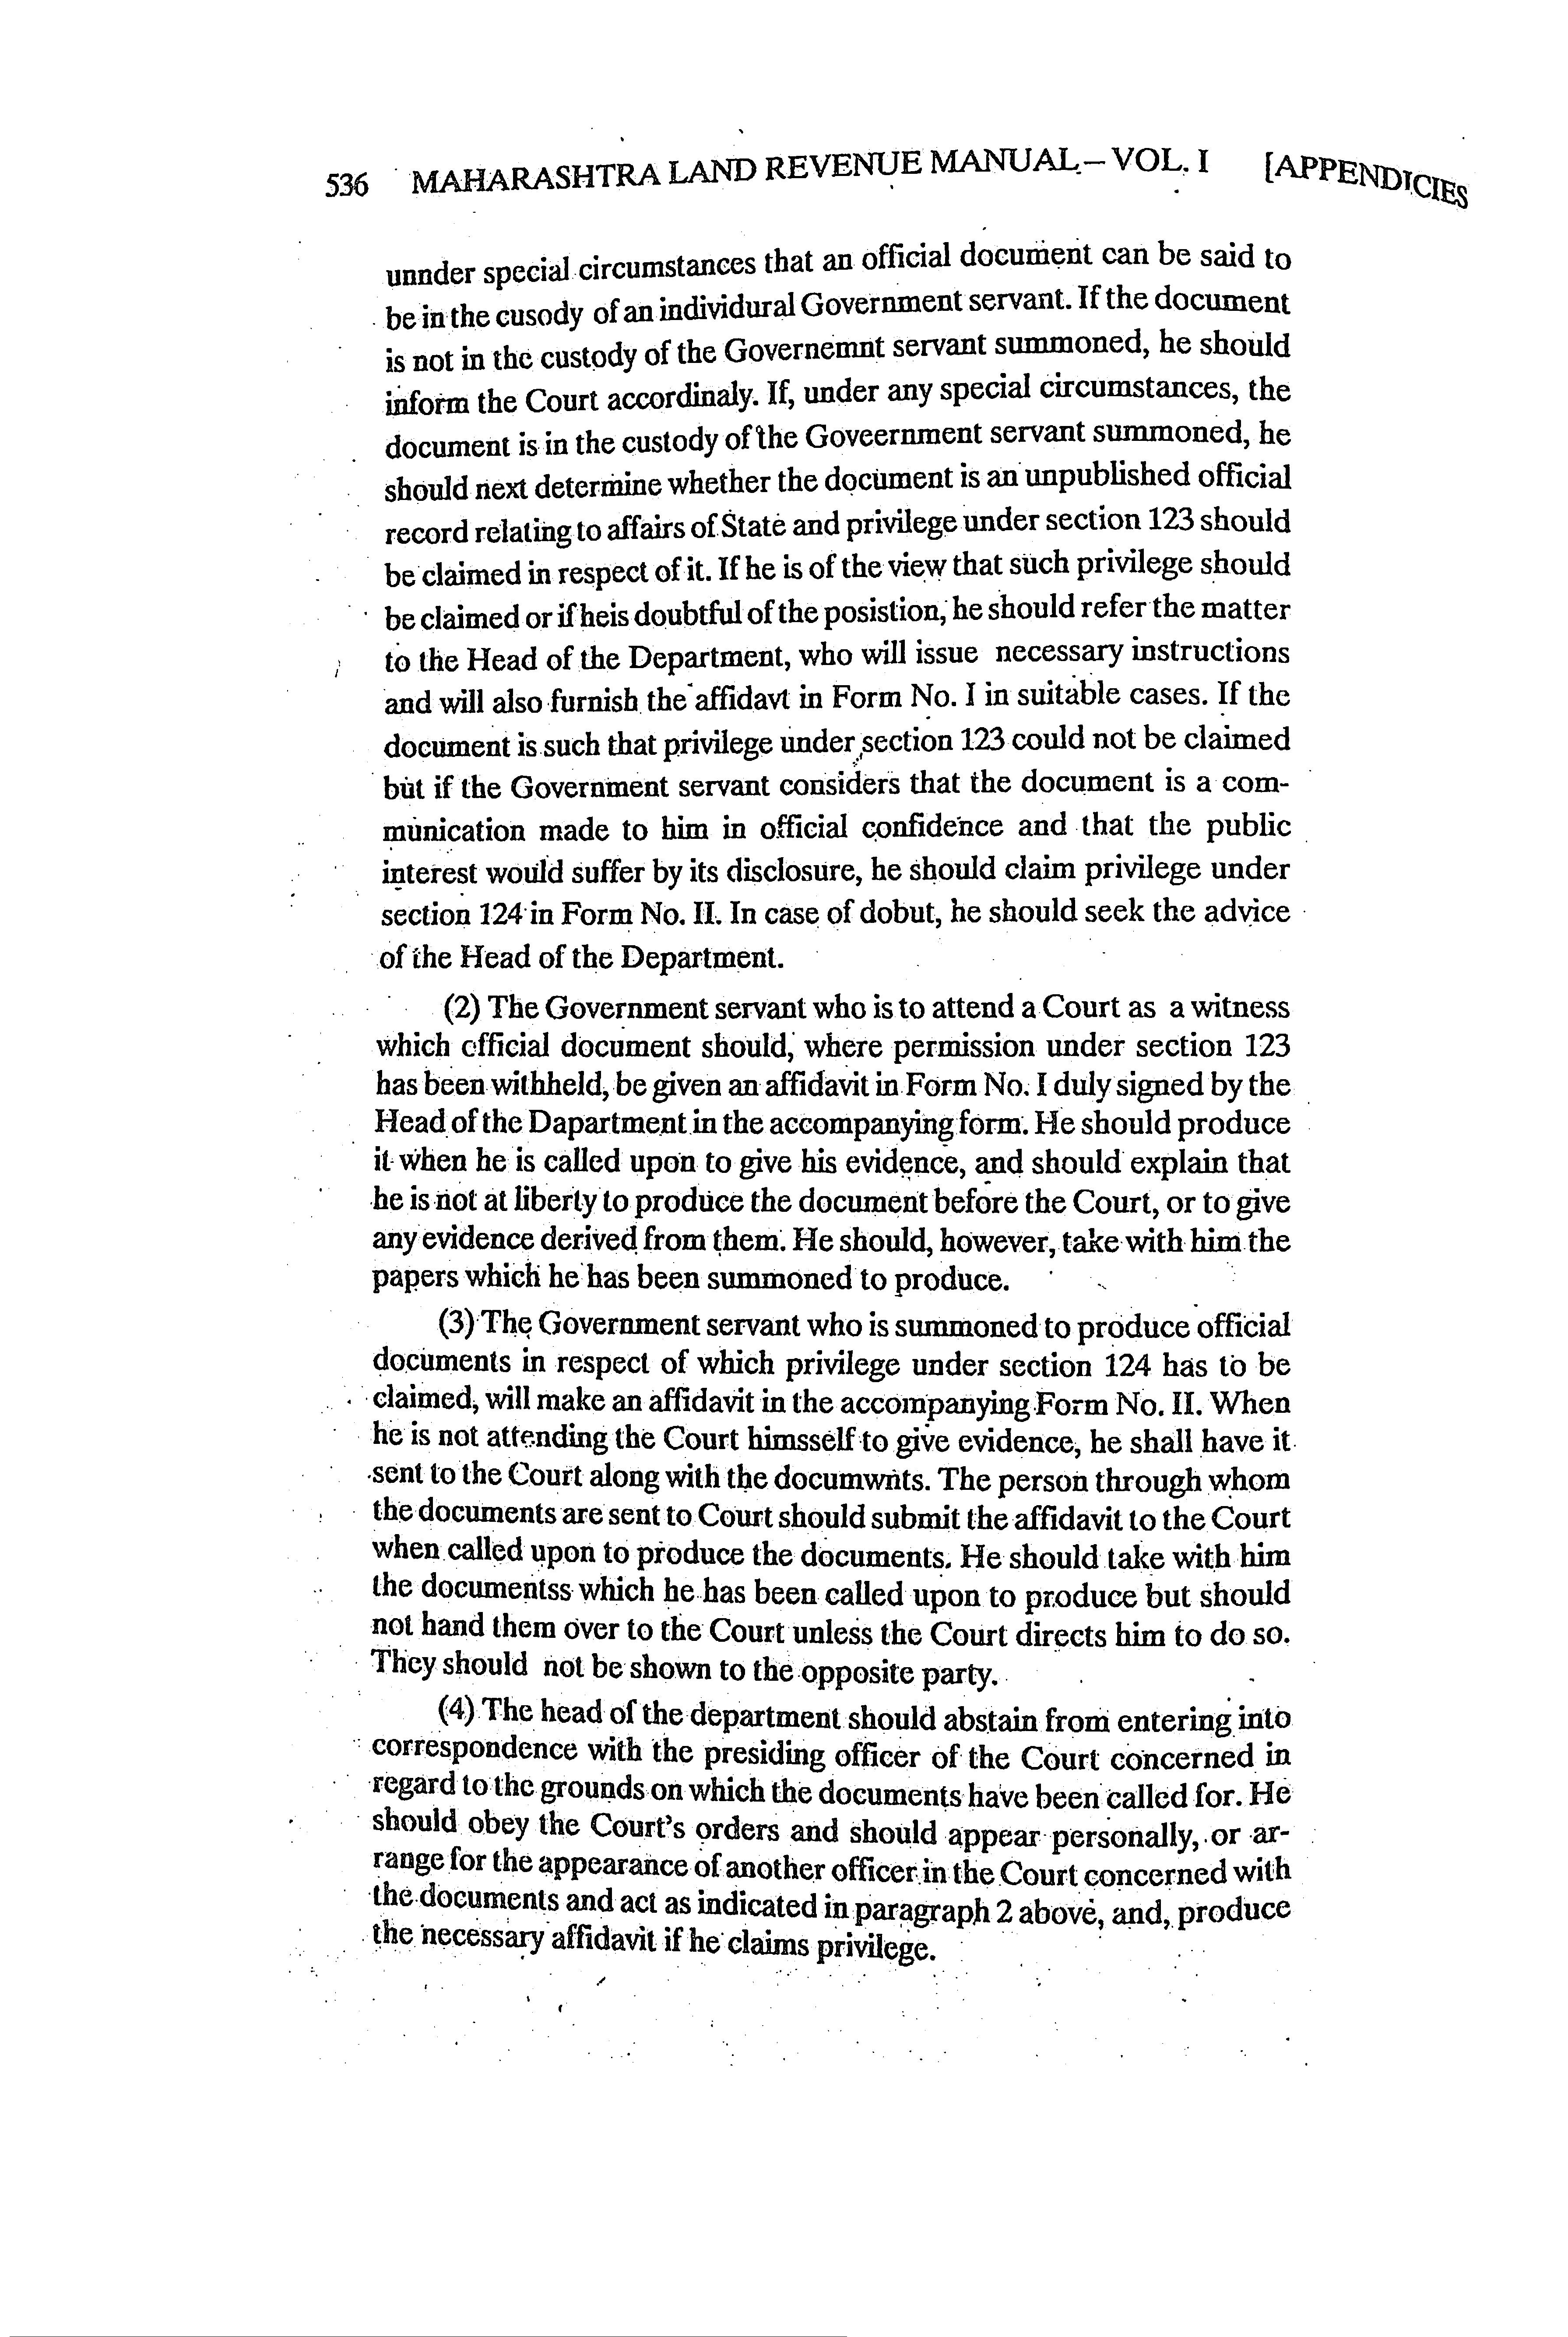 536 MAHARASHTRA LAND REVENUE MANUAL – VOL. I [APPENDICIES
unnder special circumstances that an official document can be said to
be in the cusody of an individural Government servant. If the document
is not in the custody of the Governemnt servant summoned, he should
inform the Court accordinaly. If, under any special circumstances, the
document is in the custody of the Goveernment servant summoned, he
should next determine whether the document is an unpublished official
record relating to affairs of State and privilege under section 123 should
be claimed in respect of it. If he is of the view that such privilege should
be claimed or if heis doubtful of the posistion, he should refer the matter
to the Head of the Department, who will issue necessary instructions
and will also furnish the affidavt in Form No. I in suitable cases. If the
document is such that privilege under section 123 could not be claimed
but if the Government servant considers that the document is a com-
munication made to him in official confidence and that the public
interest would suffer by its disclosure, he should claim privilege under
section 124 in Form No. II. In case of dobut, he should seek the advice
of the Head of the Department.
(2) The Government servant who is to attend a Court as a witness
which official document should, where permission under section 123
has been withheld, be given an affidavit in Form No. I duly signed by the
Head of the Dapartment in the accompanying form. He should produce
it when he is called upon to give his evidence, and should explain that
he is not at liberty to produce the document before the Court, or to give
any evidence derived from them. He should, however, take with him the
papers which he has been summoned to produce.
(3) The Government servant who is summoned to produce official
documents in respect of which privilege under section 124 has to be
claimed, will make an affidavit in the accompanying Form No. II. When
he is not attending the Court himsself to give evidence, he shall have it
sent to the Court along with the documwnts. The person through whom
the documents are sent to Court should submit the affidavit to the Court
when called upon to produce the documents. He should take with him
the documentss which he has been called upon to produce but should
not hand them over to the Court unless the Court directs him to do so.
They should not be shown to the opposite party.
(4) The head of the department should abstain from entering into
correspondence with the presiding officer of the Court concerned in
regard to the grounds on which the documents have been called for. He
should obey the Court's orders and should appear personally, or ar-
range for the appearance of another officer in the Court concerned with
the documents and act as indicated in paragraph 2 above, and, produce
the necessary affidavit if he claims privilege.